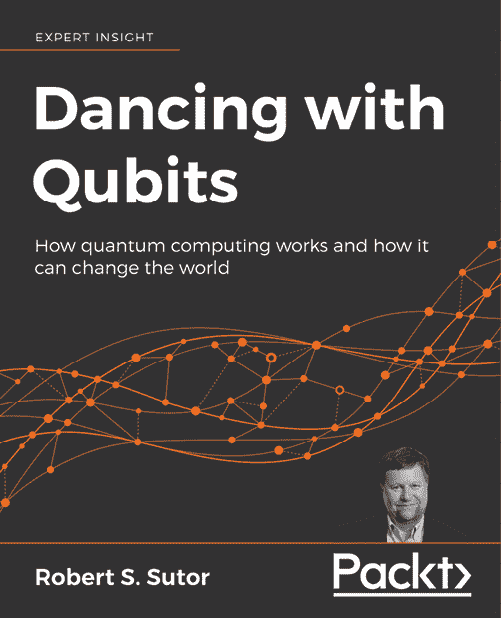 EXPERT INSIGHT
Dancing with
Qubits
How quantum computing works and how it
can change the world
Robert S. Sutor
Packt>